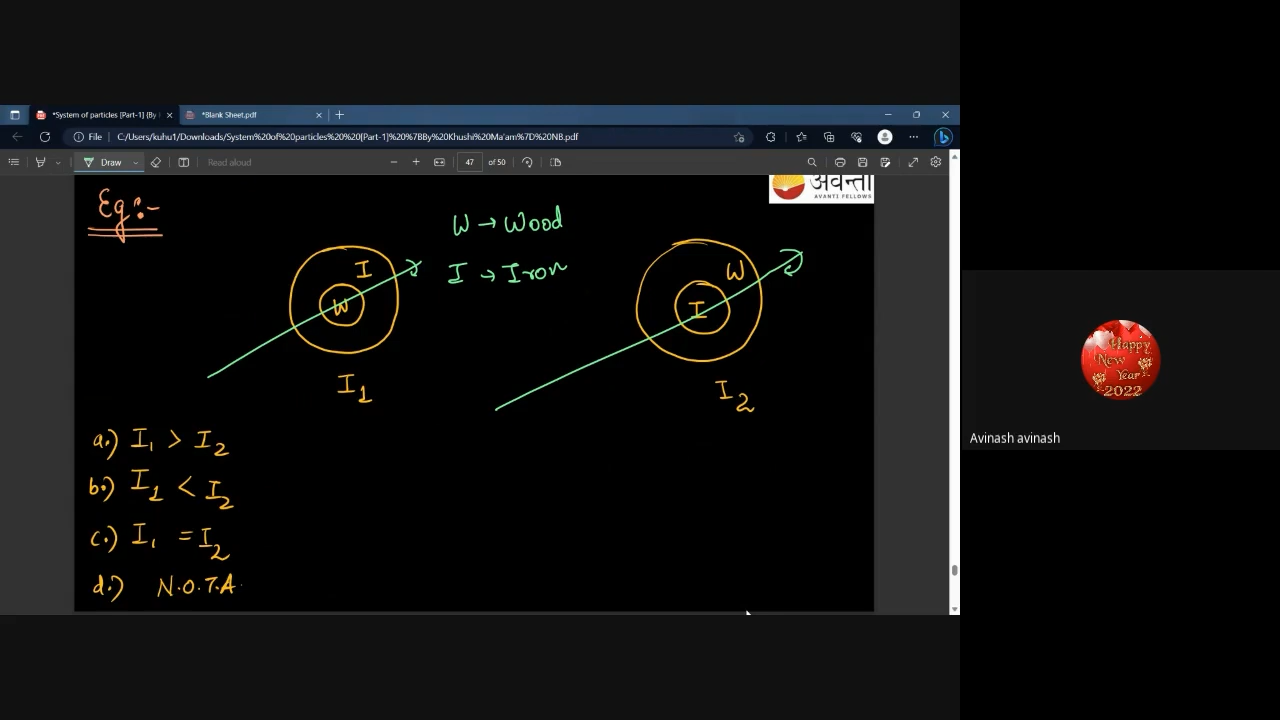 *System of particles [Part-1] (By
*Blank Sheet.pdf
File
C:/Users/kuhu1/Downloads/System%20of%20particles%20%20[Part-1]%20%7BBy%20Khushi%20Ma'am%7D%20NB.pdf
Draw
Read aloud
47 of 50
अवन्ती
AVANTI FELLOWS
Eg:-
W → Wood
I → Iron
I
W
I₁
W
I
I₂
a.) I₁ > I₂
b.) I₁ < I₂
c.) I₁ = I₂
d.) N.O.T.A.
Happy
New
Year
2022
Avinash avinash